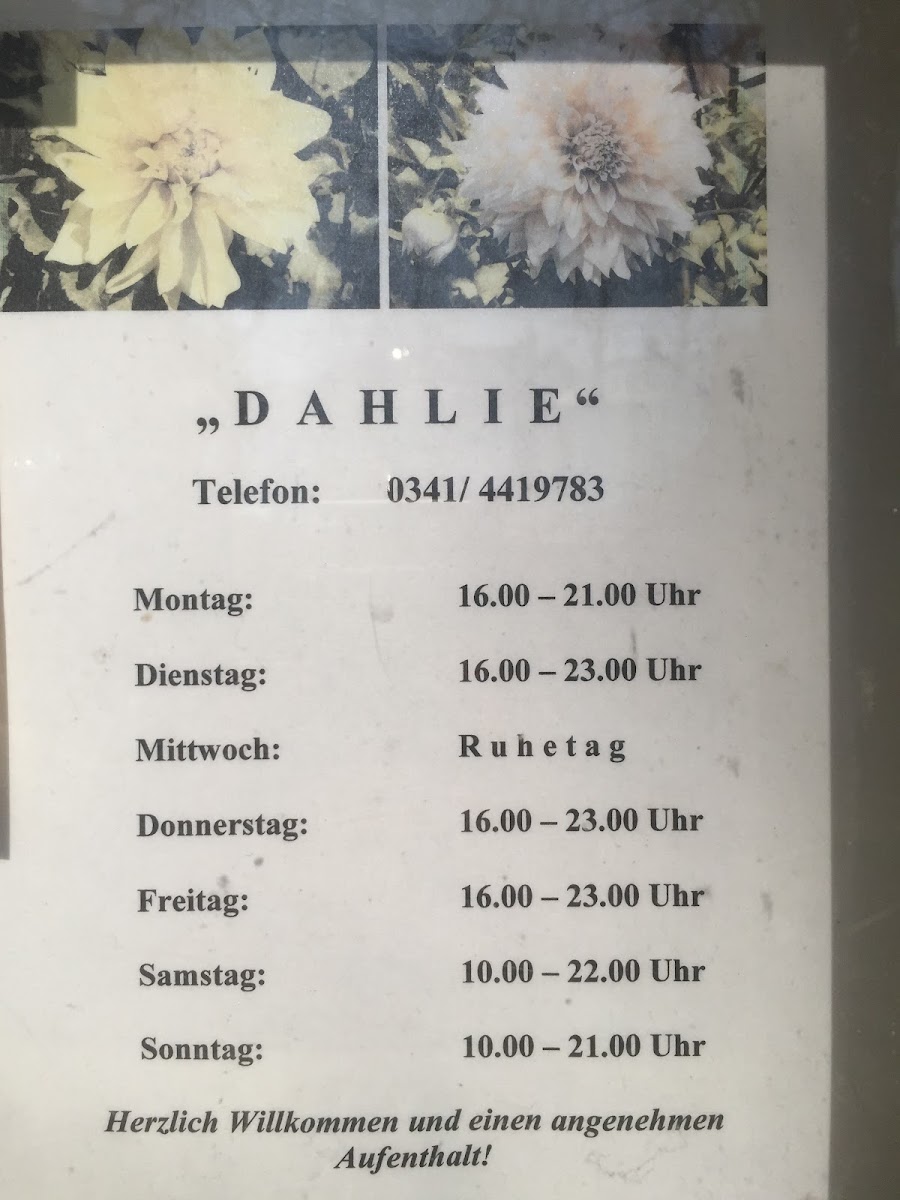 „D A H L I E“
Telefon: 0341/ 4419783
Montag: 16.00 – 21.00 Uhr
Dienstag: 16.00 – 23.00 Uhr
Mittwoch: R u h e t a g
Donnerstag: 16.00 – 23.00 Uhr
Freitag: 16.00 – 23.00 Uhr
Samstag: 10.00 – 22.00 Uhr
Sonntag: 10.00 – 21.00 Uhr
Herzlich Willkommen und einen angenehmen
Aufenthalt!